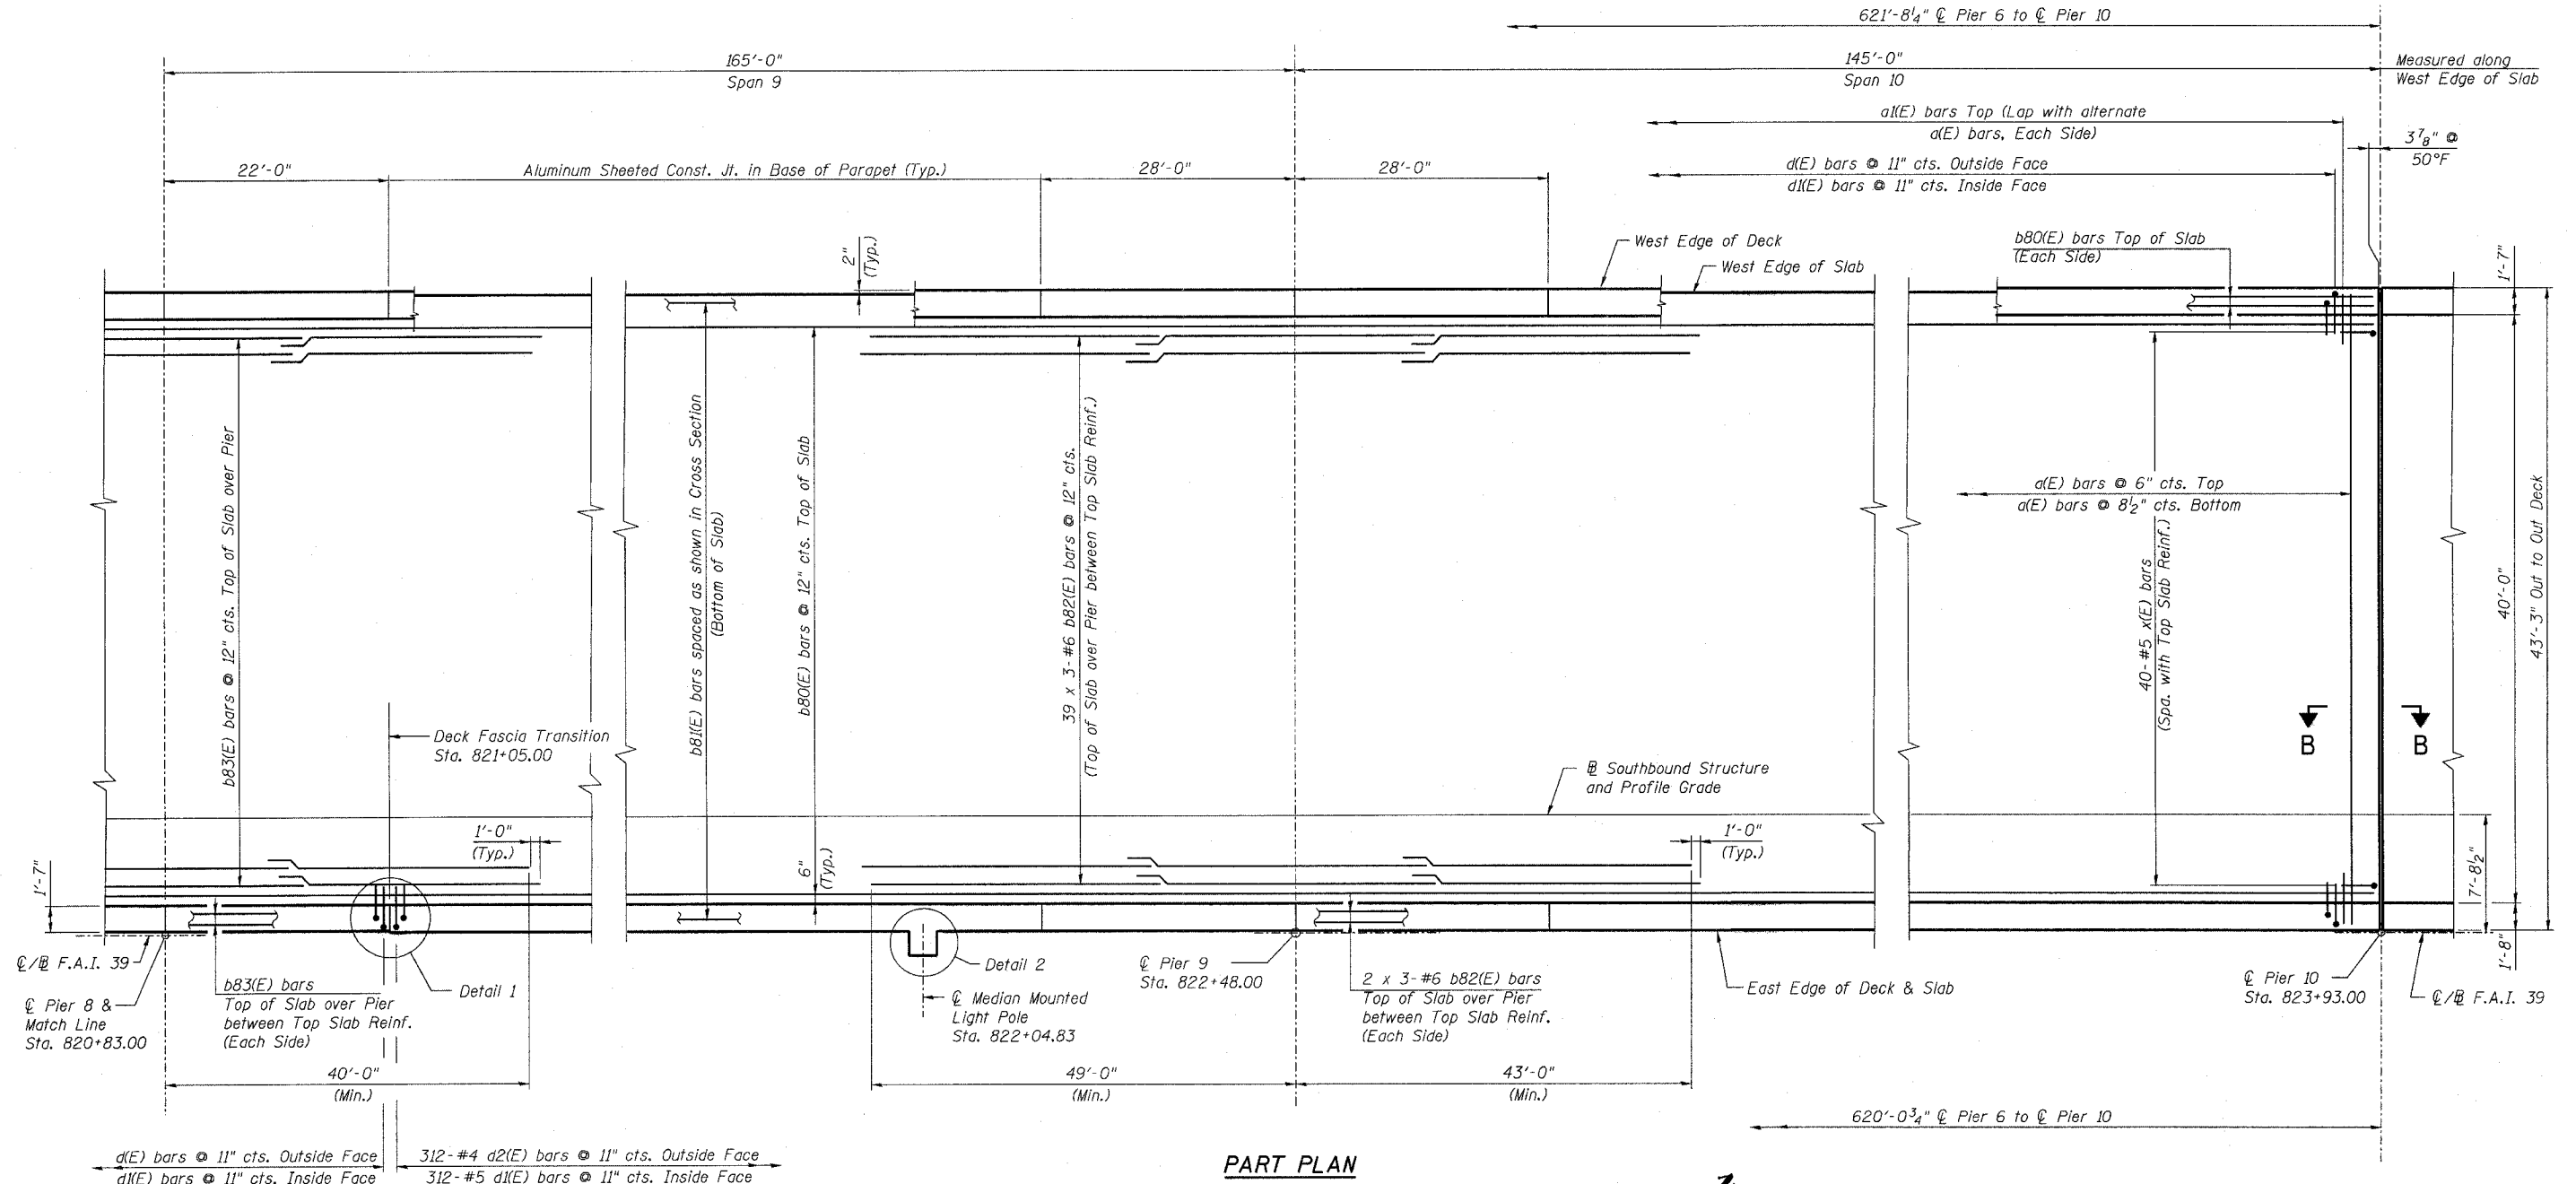 621'-8¼" ℄ Pier 6 to ℄ Pier 10
165'-0"
Span 9
145'-0"
Span 10
Measured along
West Edge of Slab
a1(E) bars Top (Lap with alternate
a(E) bars, Each Side)
3⅞" @
50°F
22'-0"
Aluminum Sheeted Const. Jt. in Base of Parapet (Typ.)
28'-0"
28'-0"
d(E) bars @ 11" cts. Outside Face
d1(E) bars @ 11" cts. Inside Face
2"
(Typ.)
West Edge of Deck
West Edge of Slab
b80(E) bars Top of Slab
(Each Side)
1'-7"
b83(E) bars @ 12" cts. Top of Slab over Pier
b81(E) bars spaced as shown in Cross Section
(Bottom of Slab)
b80(E) bars @ 12" cts. Top of Slab
39 x 3-#6 b82(E) bars @ 12" cts.
(Top of Slab over Pier between Top Slab Reinf.)
a(E) bars @ 6" cts. Top
a(E) bars @ 8½" cts. Bottom
40-#5 x(E) bars
(Spa. with Top Slab Reinf.)
40'-0"
43'-3" Out to Out Deck
B
B
Deck Fascia Transition
Sta. 821+05.00
℔ Southbound Structure
and Profile Grade
1'-0"
(Typ.)
6"
(Typ.)
1'-0"
(Typ.)
1'-7"
7'-8½"
1'-8"
℄/℔ F.A.I. 39
℄ Pier 8 &
Match Line
Sta. 820+83.00
b83(E) bars
Top of Slab over Pier
between Top Slab Reinf.
(Each Side)
Detail 1
Detail 2
℄ Median Mounted
Light Pole
Sta. 822+04.83
℄ Pier 9
Sta. 822+48.00
2 x 3-#6 b82(E) bars
Top of Slab over Pier
between Top Slab Reinf.
(Each Side)
East Edge of Deck & Slab
℄ Pier 10
Sta. 823+93.00
℄/℔ F.A.I. 39
40'-0"
(Min.)
49'-0"
(Min.)
43'-0"
(Min.)
620'-0¾" ℄ Pier 6 to ℄ Pier 10
d(E) bars @ 11" cts. Outside Face
d1(E) bars @ 11" cts. Inside Face
312-#4 d2(E) bars @ 11" cts. Outside Face
312-#5 d1(E) bars @ 11" cts. Inside Face
PART PLAN